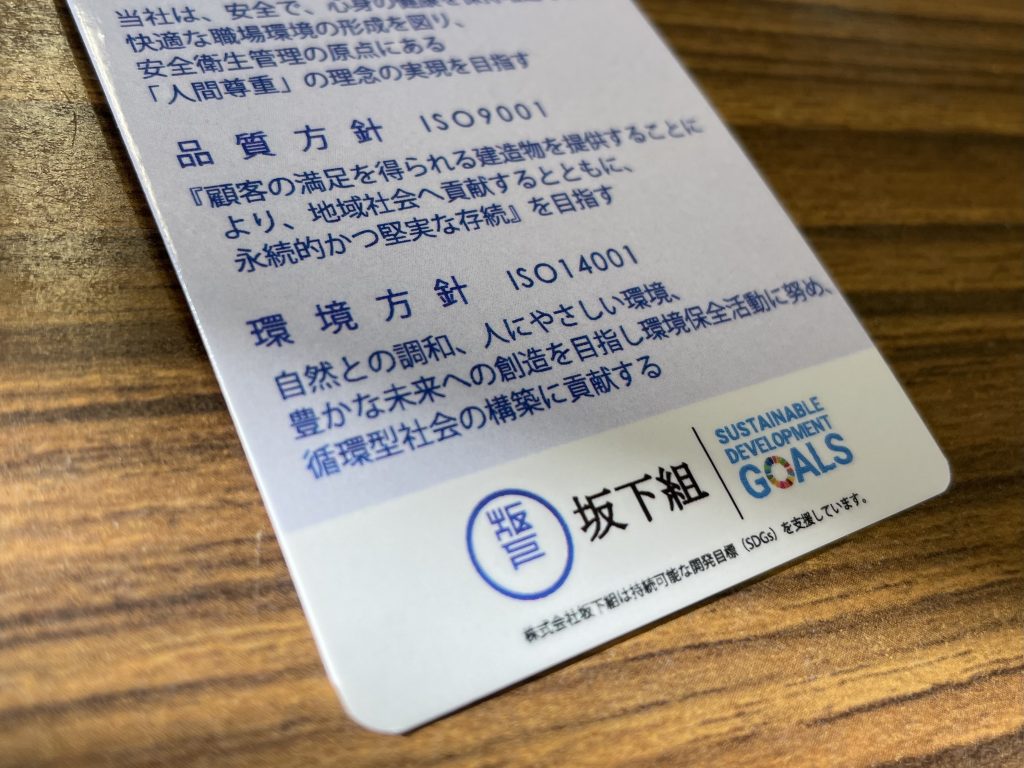 当社は、安全で、心身の健康を保持
快適な職場環境の形成を図り、
安全衛生管理の原点にある
「人間尊重」の理念の実現を目指す
品質方針 ISO9001
『顧客の満足を得られる建造物を提供することに
より、地域社会へ貢献するとともに、
永続的かつ堅実な存続』を目指す
環境方針 ISO14001
自然との調和、人にやさしい環境、
豊かな未来への創造を目指し環境保全活動に努め、
循環型社会の構築に貢献する
坂下組
SUSTAINABLE
DEVELOPMENT
GOALS
株式会社坂下組は持続可能な開発目標（SDGs）を支援しています。